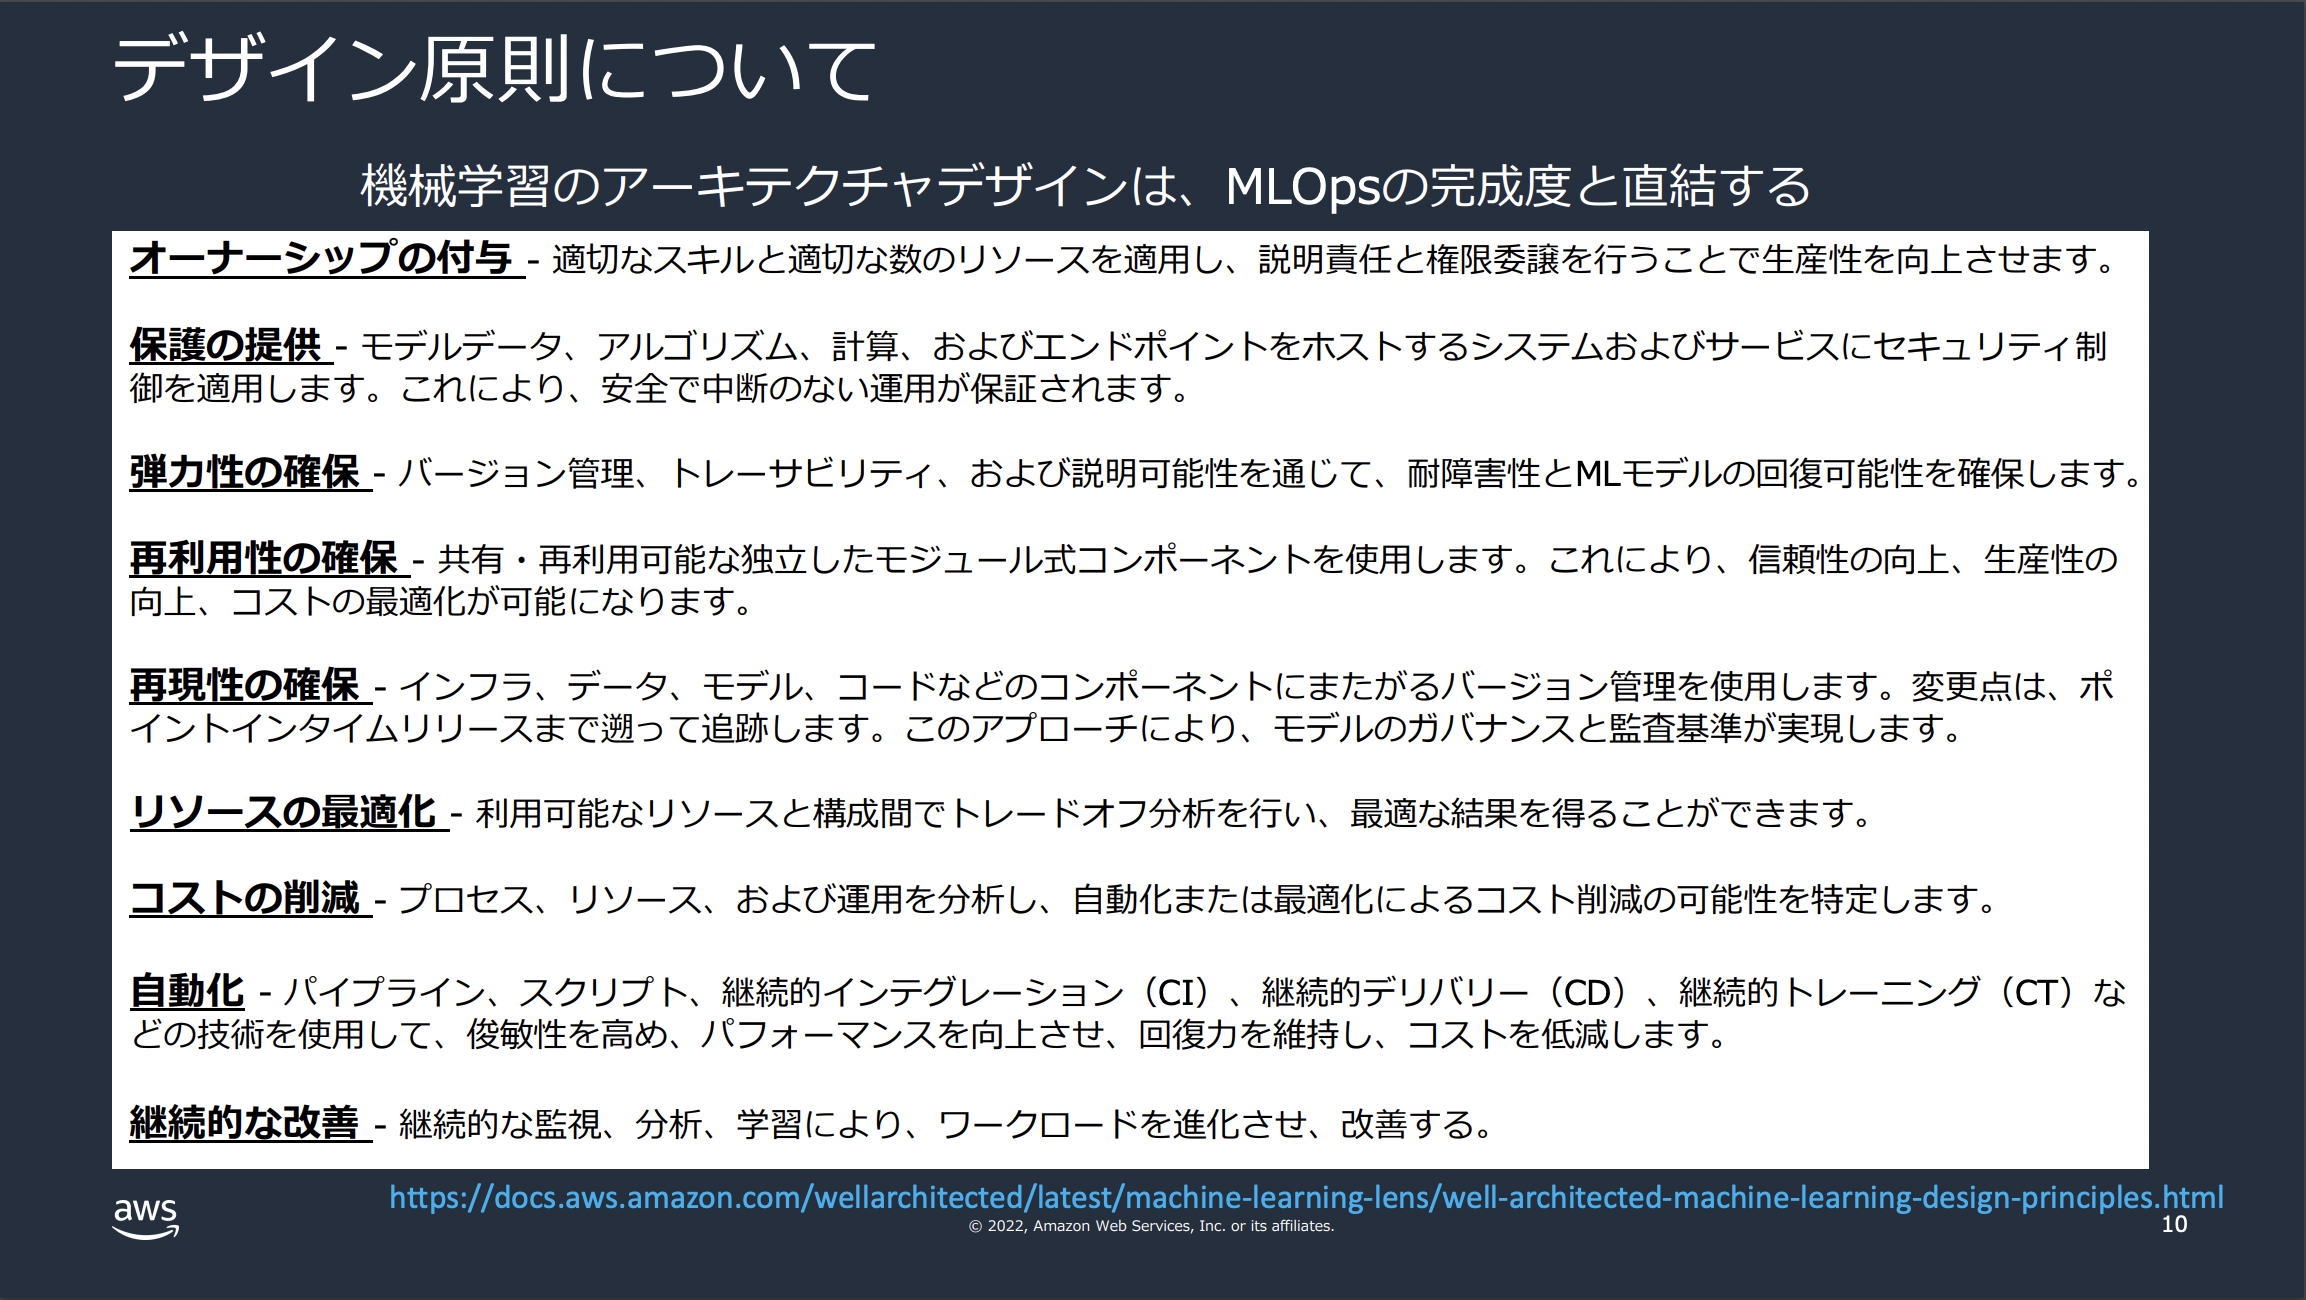 デザイン原則について
機械学習のアーキテクチャデザインは、MLOpsの完成度と直結する
オーナーシップの付与 - 適切なスキルと適切な数のリソースを適用し、説明責任と権限委譲を行うことで生産性を向上させます。
保護の提供 - モデルデータ、アルゴリズム、計算、およびエンドポイントをホストするシステムおよびサービスにセキュリティ制
御を適用します。これにより、安全で中断のない運用が保証されます。
弾力性の確保 - バージョン管理、トレーサビリティ、および説明可能性を通じて、耐障害性とMLモデルの回復可能性を確保します。
再利用性の確保 - 共有・再利用可能な独立したモジュール式コンポーネントを使用します。これにより、信頼性の向上、生産性の
向上、コストの最適化が可能になります。
再現性の確保 - インフラ、データ、モデル、コードなどのコンポーネントにまたがるバージョン管理を使用します。変更点は、ポ
イントインタイムリリースまで遡って追跡します。このアプローチにより、モデルのガバナンスと監査基準が実現します。
リソースの最適化 - 利用可能なリソースと構成間でトレードオフ分析を行い、最適な結果を得ることができます。
コストの削減 - プロセス、リソース、および運用を分析し、自動化または最適化によるコスト削減の可能性を特定します。
自動化 - パイプライン、スクリプト、継続的インテグレーション（CI）、継続的デリバリー（CD）、継続的トレーニング（CT）な
どの技術を使用して、俊敏性を高め、パフォーマンスを向上させ、回復力を維持し、コストを低減します。
継続的な改善 - 継続的な監視、分析、学習により、ワークロードを進化させ、改善する。
https://docs.aws.amazon.com/wellarchitected/latest/machine-learning-lens/well-architected-machine-learning-design-principles.html
aws
© 2022, Amazon Web Services, Inc. or its affiliates.
10